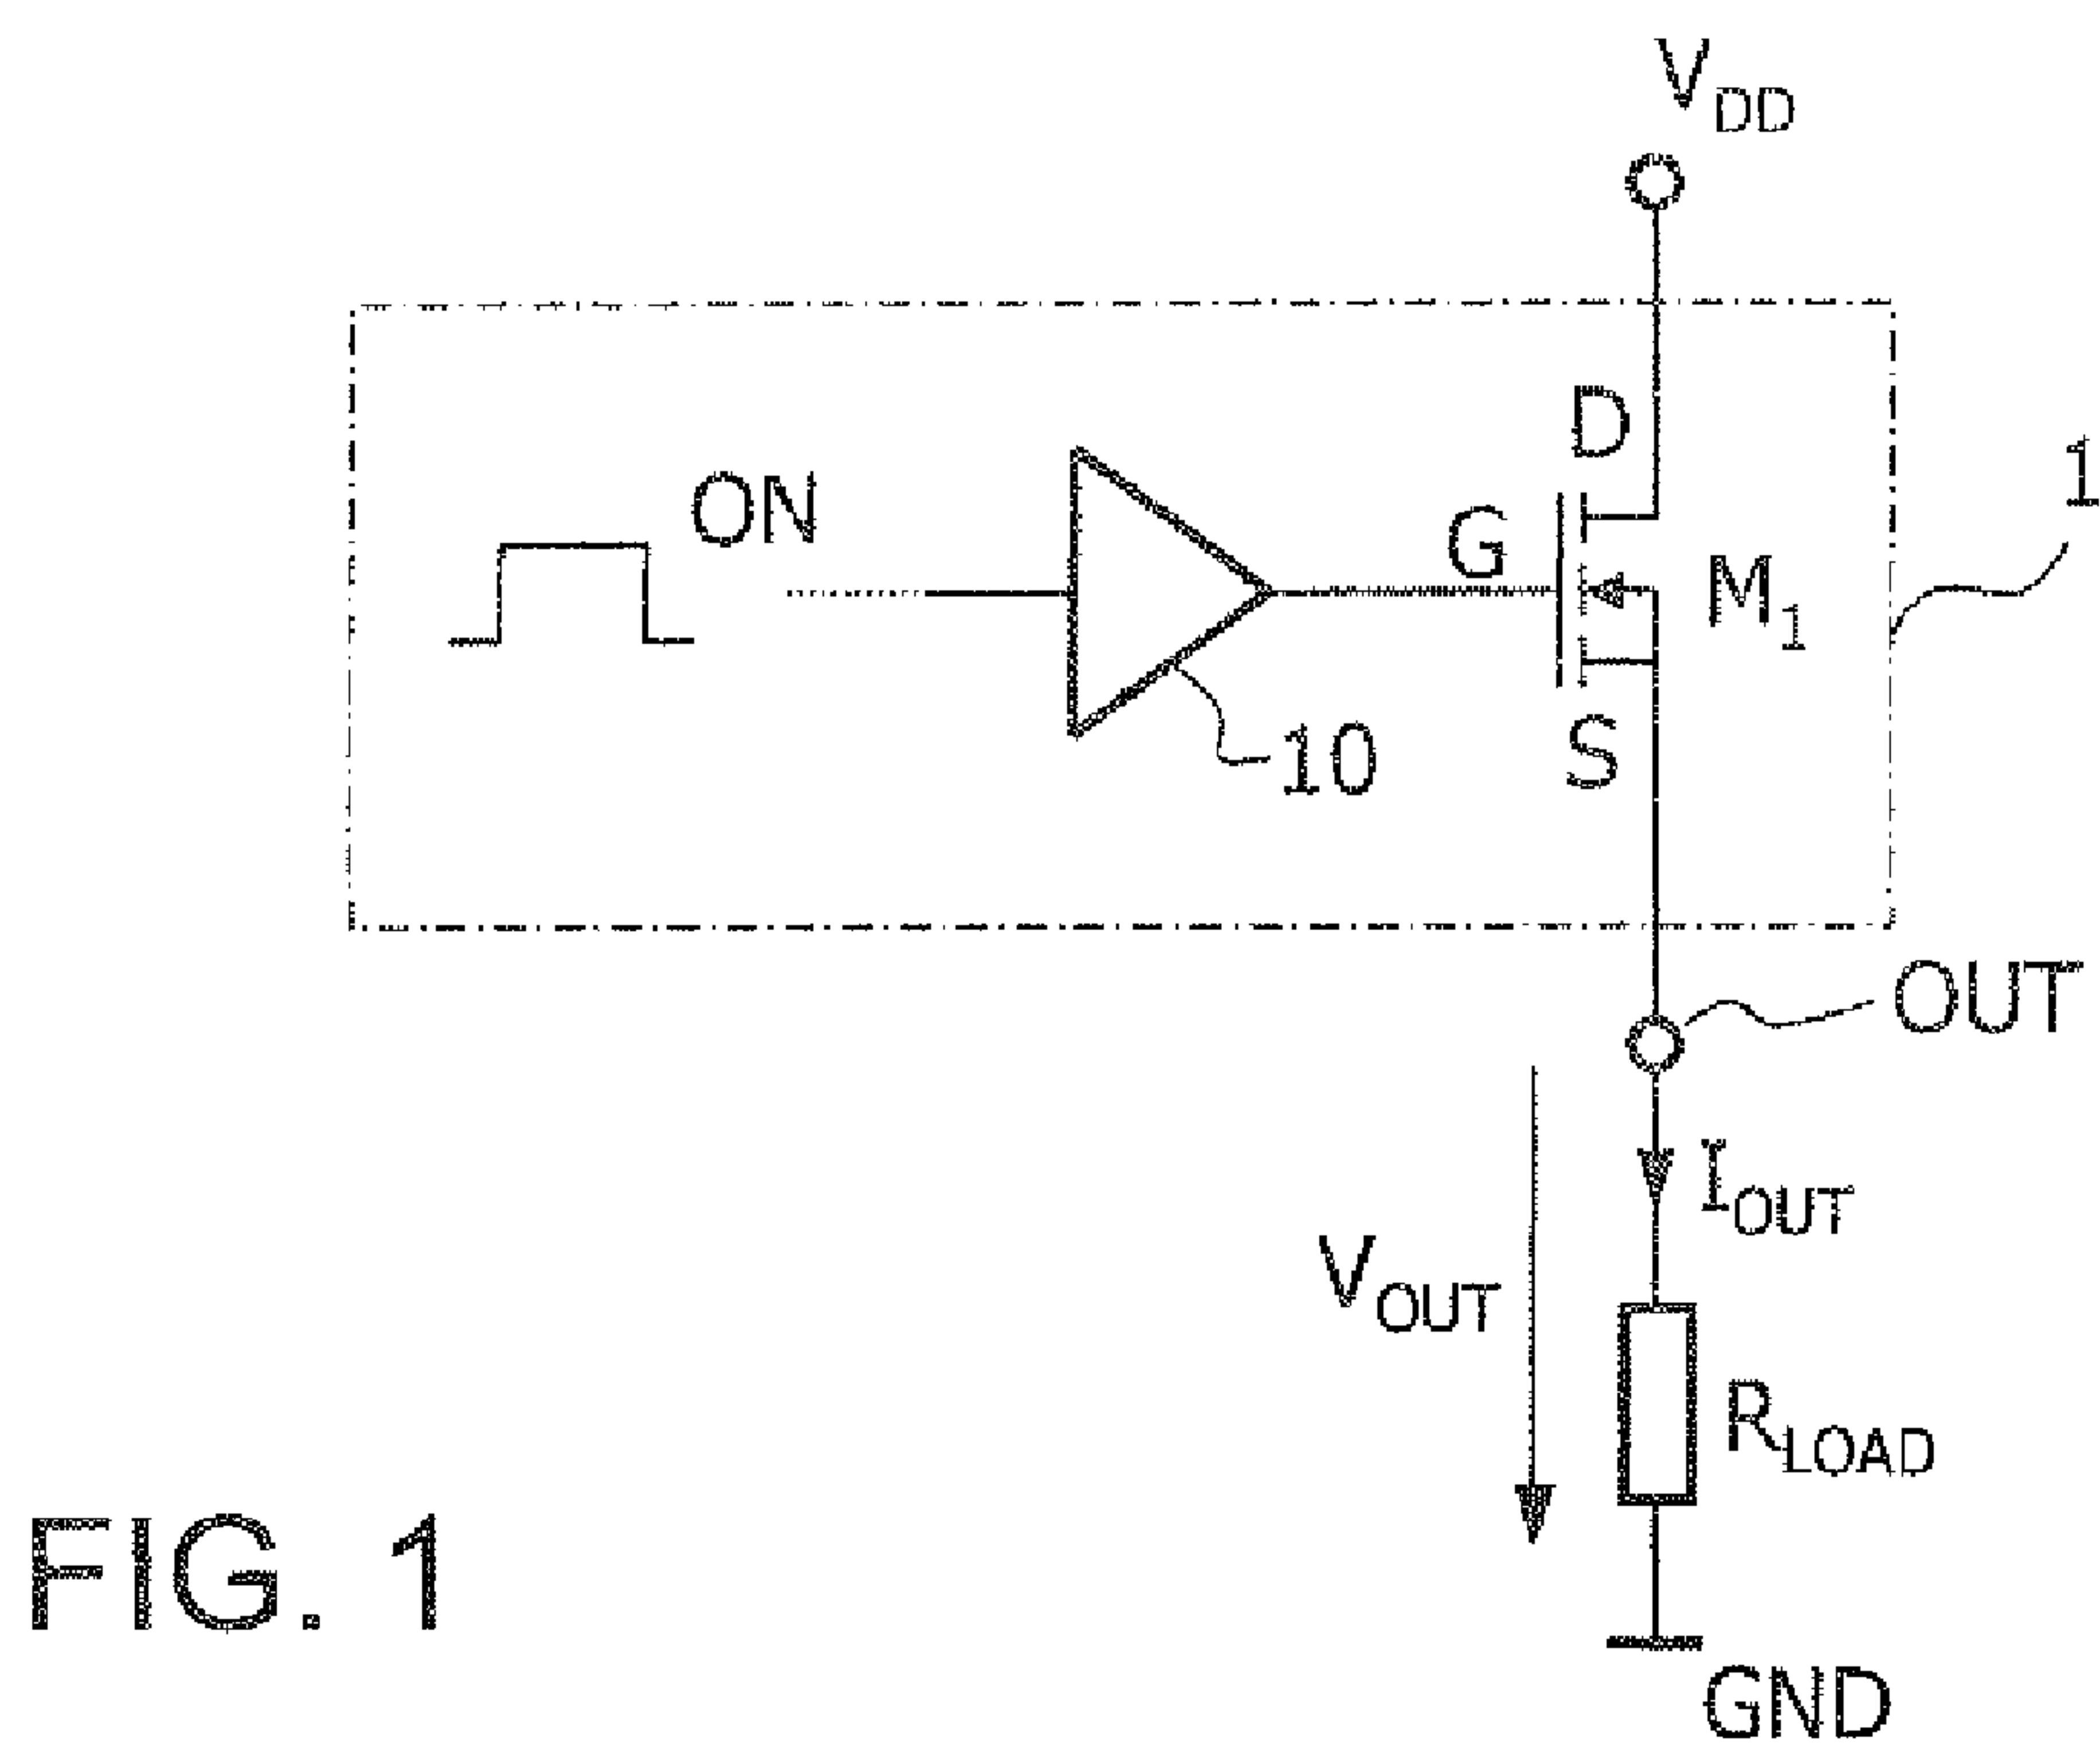 V_DD
D
1
ON
G
M_1
10
S
OUT
I_OUT
V_OUT
R_LOAD
FIG. 1
GND